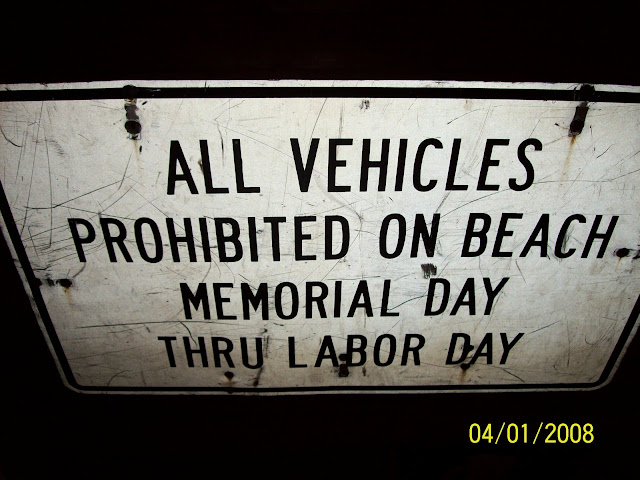 ALL VEHICLES
PROHIBITED ON BEACH
MEMORIAL DAY
THRU LABOR DAY
04/01/2008